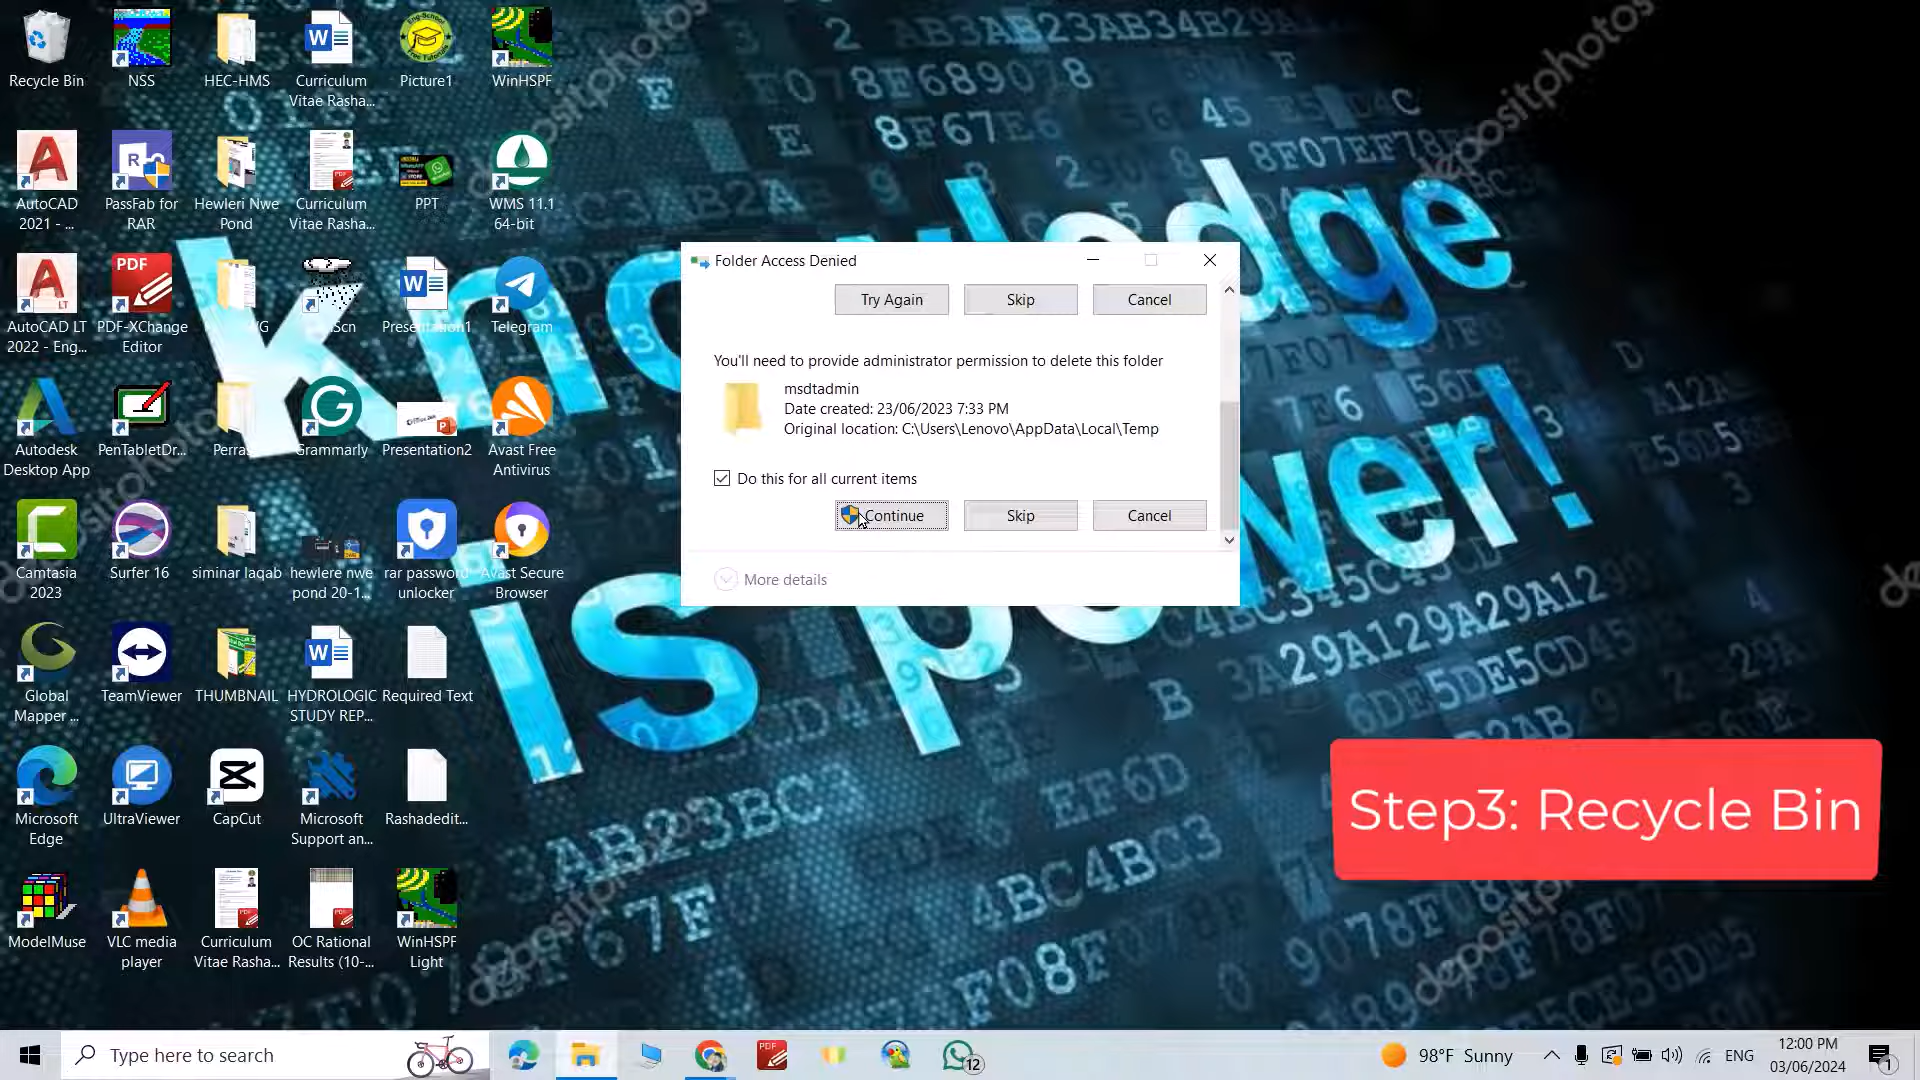 Recycle Bin
NSS
HEC-HMS
Curriculum
Vitae Rasha...
Picture1
WinHSPF
AutoCAD
2021 - ...
PassFab for
RAR
Hewleri Nwe
Pond
Curriculum
Vitae Rasha...
PPT
WMS 11.1
64-bit
AutoCAD LT
2022 - Eng...
PDF-XChange
Editor
Presentation1
Telegram
Autodesk
Desktop App
PenTabletDr...
Grammarly
Presentation2
Avast Free
Antivirus
Camtasia
2023
Surfer 16
siminar laqab
hewlere nwe
pond 20-1...
rar password
unlocker
Avast Secure
Browser
Global
Mapper ...
TeamViewer
THUMBNAIL
HYDROLOGIC
STUDY REP...
Required Text
Microsoft
Edge
UltraViewer
CapCut
Microsoft
Support an...
Rashadedit...
ModelMuse
VLC media
player
Curriculum
Vitae Rasha...
OC Rational
Results (10-...
WinHSPF
Light
Folder Access Denied
Try Again
Skip
Cancel
You'll need to provide administrator permission to delete this folder
msdtadmin
Date created: 23/06/2023 7:33 PM
Original location: C:\Users\Lenovo\AppData\Local\Temp
Do this for all current items
Continue
Skip
Cancel
More details
is power!
depositphotos
Step3: Recycle Bin
Type here to search
12
98°F Sunny
ENG
12:00 PM
03/06/2024
1